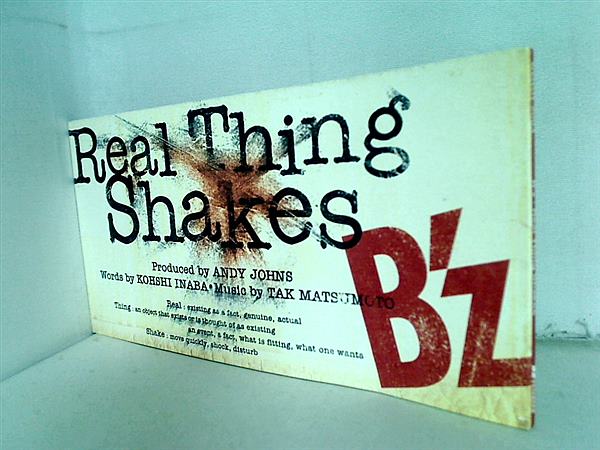 Real Thing
Shakes
B'z
Produced by ANDY JOHNS
Words by KOHSHI INABA•Music by TAK MATSUMOTO
Real : existing as a fact, genuine, actual
Thing : an object that exists or is thought of as existing
an event, a fact, what is fitting, what one wants
Shake : move quickly, shock, disturb